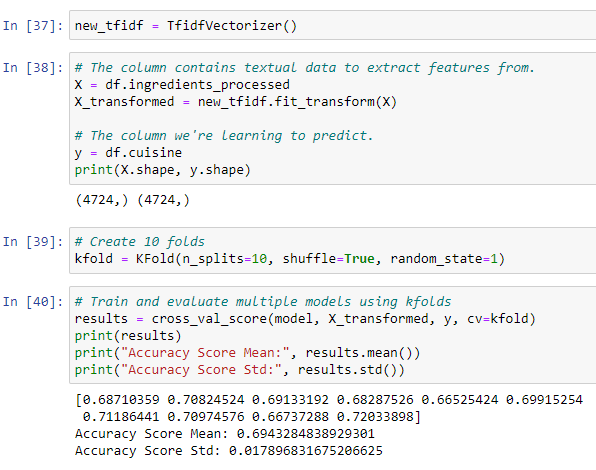 In [37]: new_tfidf = TfidfVectorizer()
In [38]: # The column contains textual data to extract features from.
X = df.ingredients_processed
X_transformed = new_tfidf.fit_transform(X)
# The column we're learning to predict.
y = df.cuisine
print(X.shape, y.shape)
(4724,) (4724,)
In [39]: # Create 10 folds
kfold = KFold(n_splits=10, shuffle=True, random_state=1)
In [40]: # Train and evaluate multiple models using kfolds
results = cross_val_score(model, X_transformed, y, cv=kfold)
print(results)
print("Accuracy Score Mean:", results.mean())
print("Accuracy Score Std:", results.std())
[0.68710359 0.70824524 0.69133192 0.68287526 0.66525424 0.69915254
0.71186441 0.70974576 0.66737288 0.72033898]
Accuracy Score Mean: 0.6943284838929301
Accuracy Score Std: 0.017896831675206625